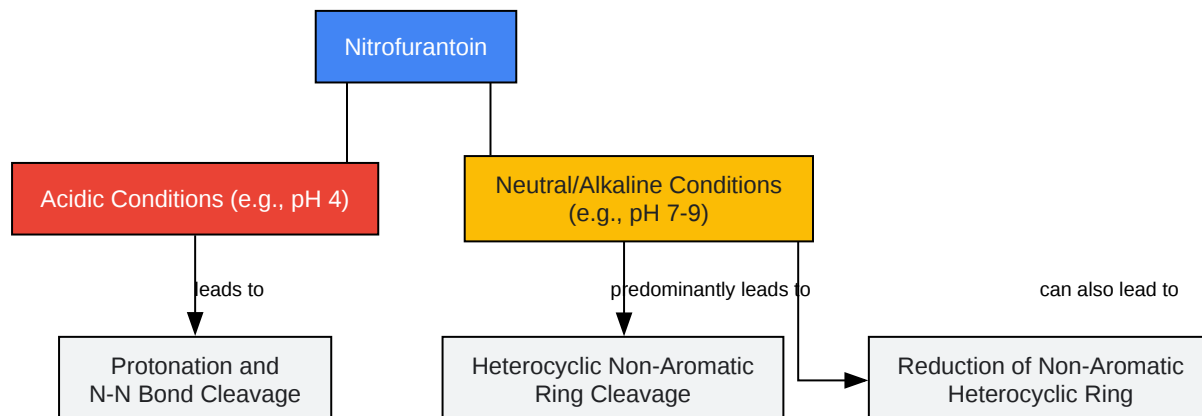 Nitrofurantoin
Acidic Conditions (e.g., pH 4)
Neutral/Alkaline Conditions
(e.g., pH 7-9)
leads to
predominantly leads to
can also lead to
Protonation and
N-N Bond Cleavage
Heterocyclic Non-Aromatic
Ring Cleavage
Reduction of Non-Aromatic
Heterocyclic Ring